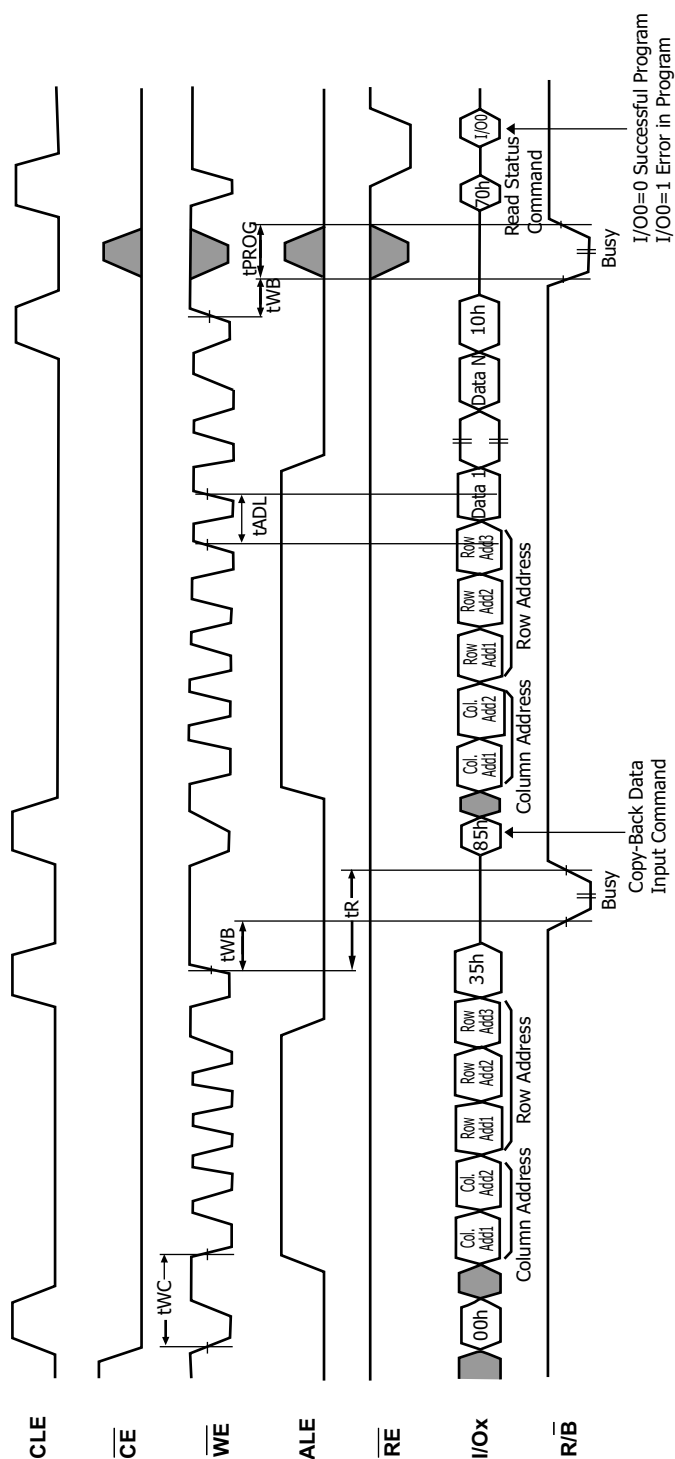 CLE
CE
WE
tWC
tWB
tADL
tWB
tPROG
ALE
tR
RE
I/Ox
00h
Col.
Add1
Col.
Add2
Row
Add1
Row
Add2
Row
Add3
35h
85h
Col.
Add1
Col.
Add2
Row
Add1
Row
Add2
Row
Add3
Data 1
Data N
10h
70h
I/O0
Column Address
Row Address
Column Address
Row Address
Read Status
Command
R/B
Busy
Busy
Copy-Back Data
Input Command
I/O0=0 Successful Program
I/O0=1 Error in Program